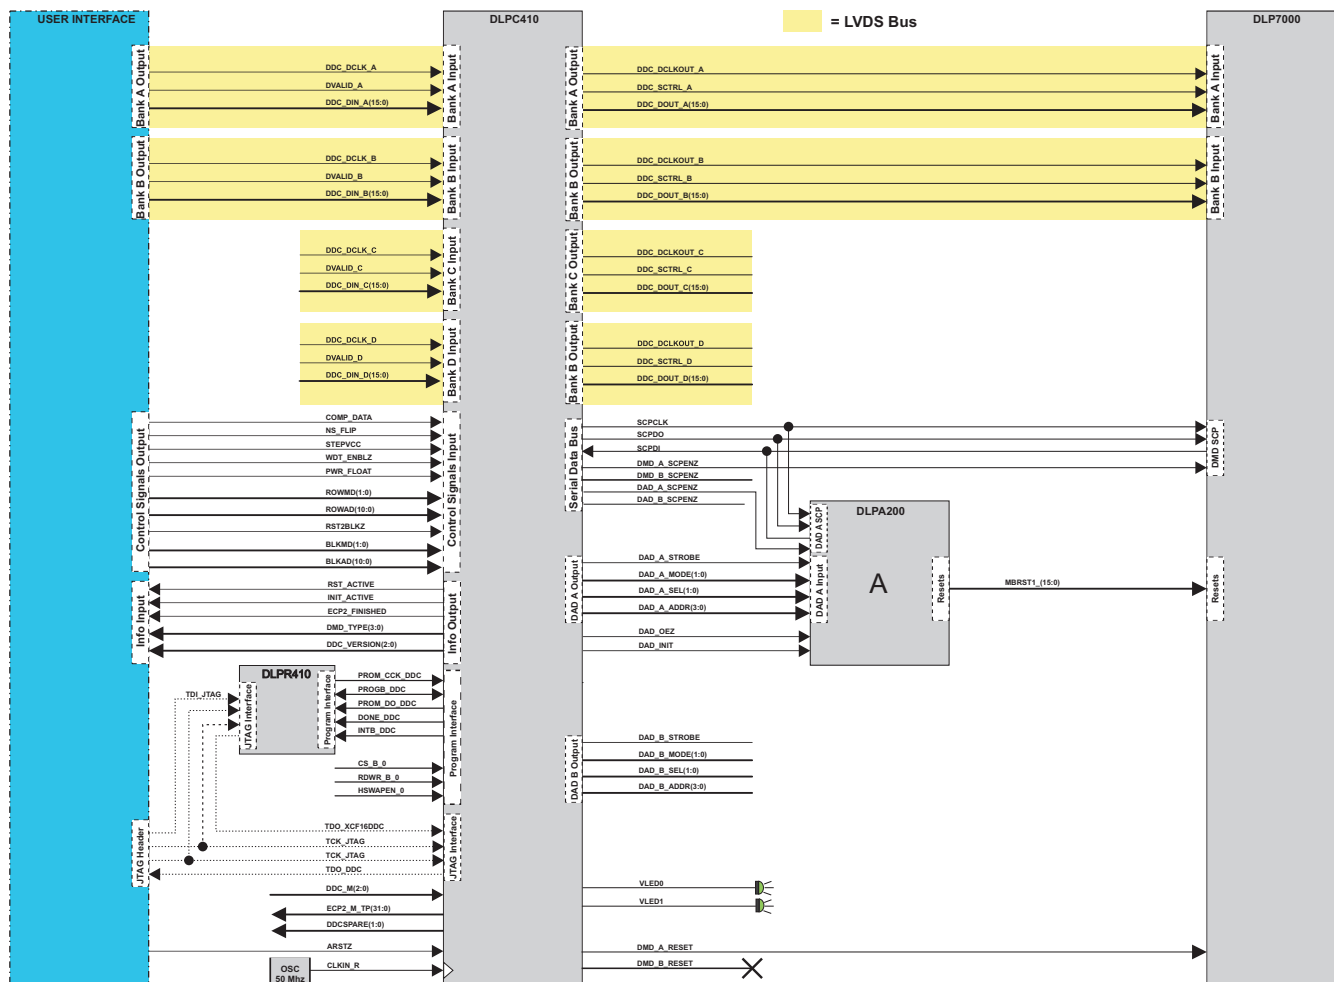 USER INTERFACE
DLPC410
= LVDS Bus
DLP7000
Bank A Output
DDC_DCLK_A
DVALID_A
DDC_DIN_A(15:0)
Bank A Input
Bank A Output
DDC_DCLKOUT_A
DDC_SCTRL_A
DDC_DOUT_A(15:0)
Bank A Input
Bank B Output
DDC_DCLK_B
DVALID_B
DDC_DIN_B(15:0)
Bank B Input
Bank B Output
DDC_DCLKOUT_B
DDC_SCTRL_B
DDC_DOUT_B(15:0)
Bank B Input
DDC_DCLK_C
DVALID_C
DDC_DIN_C(15:0)
Bank C Input
Bank C Output
DDC_DCLKOUT_C
DDC_SCTRL_C
DDC_DOUT_C(15:0)
DDC_DCLK_D
DVALID_D
DDC_DIN_D(15:0)
Bank D Input
Bank B Output
DDC_DCLKOUT_D
DDC_SCTRL_D
DDC_DOUT_D(15:0)
Control Signals Output
COMP_DATA
NS_FLIP
STEPVCC
WDT_ENBLZ
PWR_FLOAT
ROWMD(1:0)
ROWAD(10:0)
RST2BLKZ
BLKMD(1:0)
BLKAD(10:0)
Control Signals Input
Serial Data Bus
SCPCLK
SCPDO
SCPDI
DMD_A_SCPENZ
DMD_B_SCPENZ
DAD_A_SCPENZ
DAD_B_SCPENZ
DMD SCP
DLPA200
DAD A SCP
DAD A Output
DAD_A_STROBE
DAD_A_MODE(1:0)
DAD_A_SEL(1:0)
DAD_A_ADDR(3:0)
DAD_OEZ
DAD_INIT
DAD A Input
A
Resets
MBRST1_(15:0)
Resets
Info Input
RST_ACTIVE
INIT_ACTIVE
ECP2_FINISHED
DMD_TYPE(3:0)
DDC_VERSION(2:0)
Info Output
DLPR410
TDI_JTAG
JTAG Interface
Program Interface
PROM_CCK_DDC
PROGB_DDC
PROM_DO_DDC
DONE_DDC
INTB_DDC
CS_B_0
RDWR_B_0
HSWAPEN_0
Program Interface
DAD B Output
DAD_B_STROBE
DAD_B_MODE(1:0)
DAD_B_SEL(1:0)
DAD_B_ADDR(3:0)
JTAG Header
TDO_XCF16DDC
TCK_JTAG
TCK_JTAG
TDO_DDC
JTAG Interface
DDC_M(2:0)
ECP2_M_TP(31:0)
DDCSPARE(1:0)
VLED0
VLED1
ARSTZ
OSC
50 Mhz
CLKIN_R
DMD_A_RESET
DMD_B_RESET